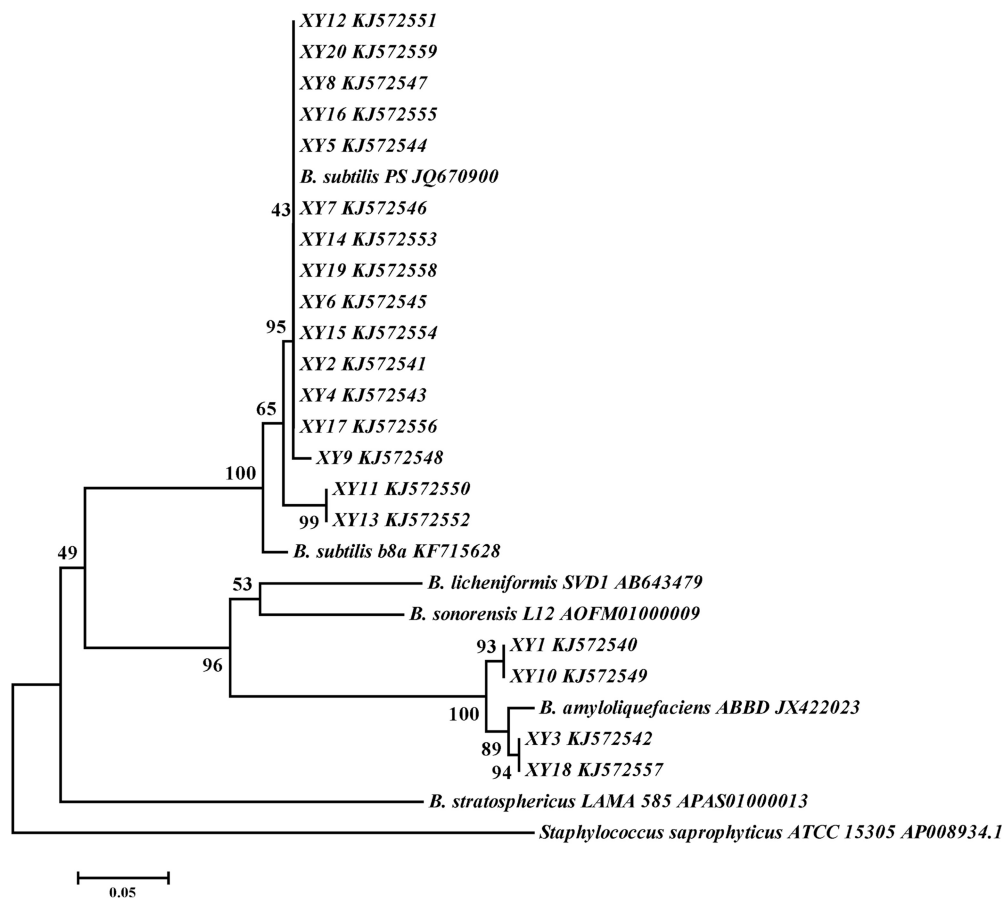 XY12 KJ572551
XY20 KJ572559
XY8 KJ572547
XY16 KJ572555
XY5 KJ572544
B. subtilis PS JQ670900
43 XY7 KJ572546
XY14 KJ572553
XY19 KJ572558
XY6 KJ572545
95 XY15 KJ572554
XY2 KJ572541
XY4 KJ572543
65 XY17 KJ572556
XY9 KJ572548
100 XY11 KJ572550
99 XY13 KJ572552
49 B. subtilis b8a KF715628
53 B. licheniformis SVD1 AB643479
B. sonorensis L12 AOFM01000009
93 XY1 KJ572540
96 XY10 KJ572549
100 B. amyloliquefaciens ABBD JX422023
89 XY3 KJ572542
94 XY18 KJ572557
B. stratosphericus LAMA 585 APAS01000013
Staphylococcus saprophyticus ATCC 15305 AP008934.1
0.05